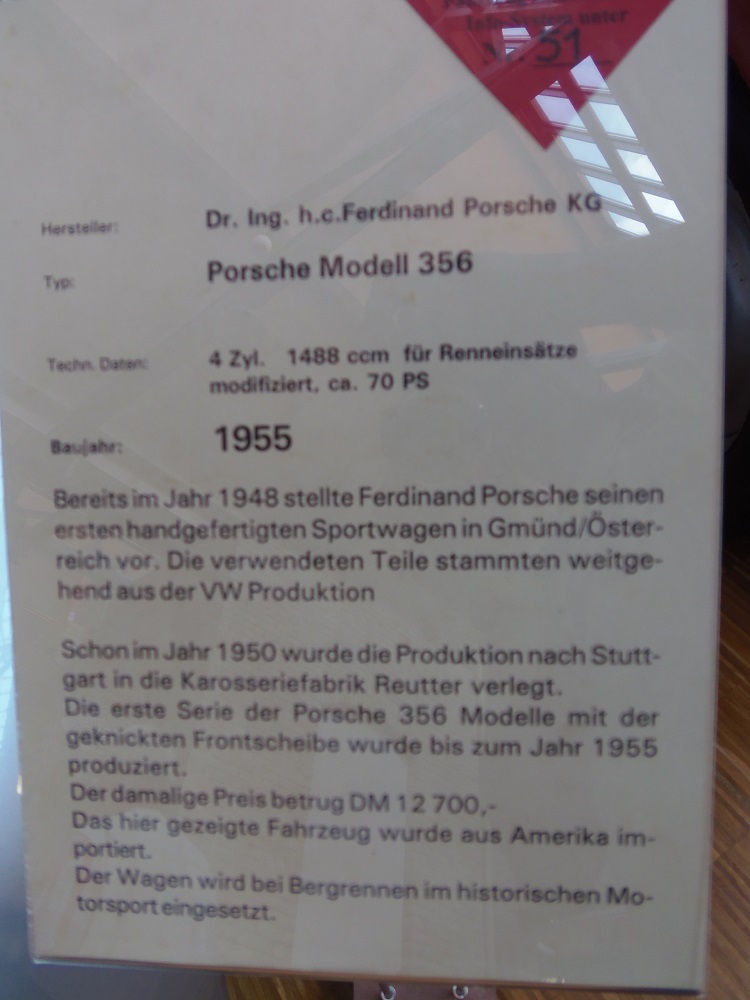 Info-System unter
Nr. 51
Hersteller: Dr. Ing. h.c.Ferdinand Porsche KG
Typ: Porsche Modell 356
Techn. Daten: 4 Zyl. 1488 ccm für Renneinsätze
modifiziert, ca. 70 PS
Baujahr: 1955
Bereits im Jahr 1948 stellte Ferdinand Porsche seinen
ersten handgefertigten Sportwagen in Gmünd/Öster-
reich vor. Die verwendeten Teile stammten weitge-
hend aus der VW Produktion
Schon im Jahr 1950 wurde die Produktion nach Stutt-
gart in die Karosseriefabrik Reutter verlegt.
Die erste Serie der Porsche 356 Modelle mit der
geknickten Frontscheibe wurde bis zum Jahr 1955
produziert.
Der damalige Preis betrug DM 12 700,-
Das hier gezeigte Fahrzeug wurde aus Amerika im-
portiert.
Der Wagen wird bei Bergrennen im historischen Mo-
torsport eingesetzt.